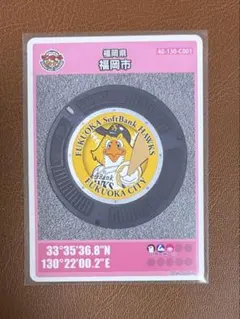 福岡県
福岡市
40-130-C001
FUKUOKA SoftBank HAWKS
FUKUOKA CITY
33°35'36.8"N
130°22'00.2"E